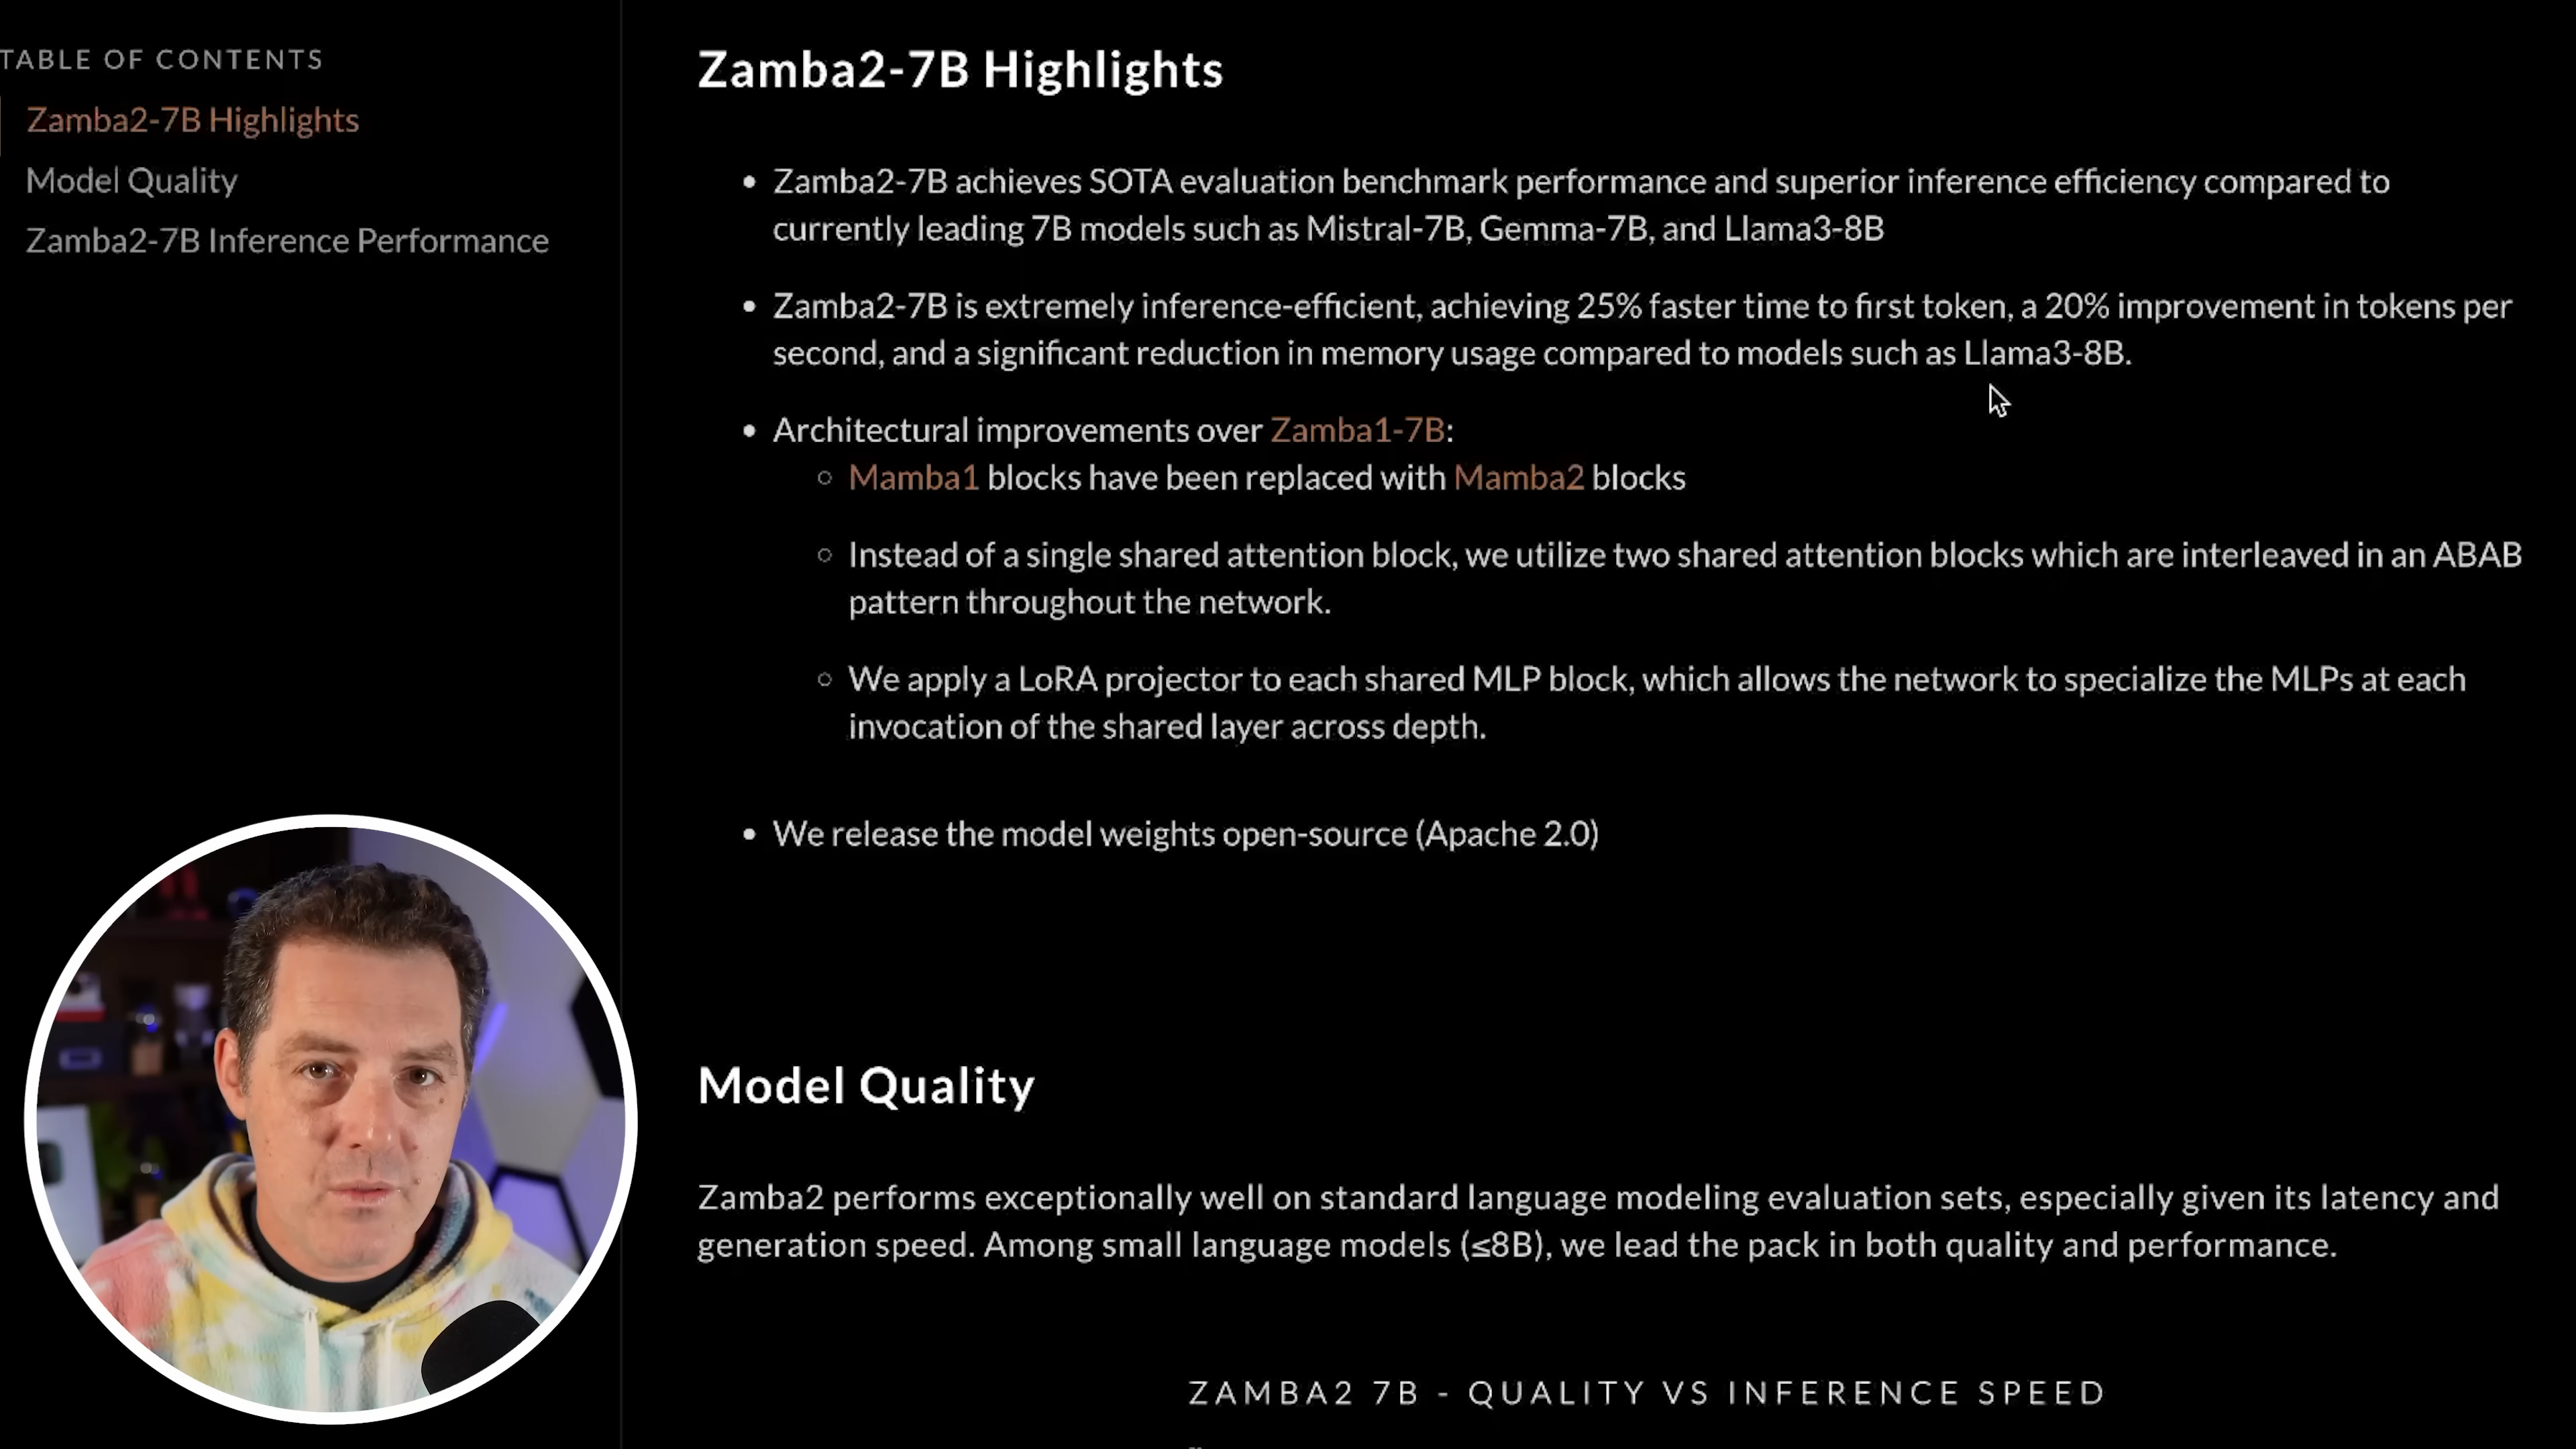 TABLE OF CONTENTS
Zamba2-7B Highlights
Model Quality
Zamba2-7B Inference Performance
Zamba2-7B Highlights
• Zamba2-7B achieves SOTA evaluation benchmark performance and superior inference efficiency compared to
currently leading 7B models such as Mistral-7B, Gemma-7B, and Llama3-8B
• Zamba2-7B is extremely inference-efficient, achieving 25% faster time to first token, a 20% improvement in tokens per
second, and a significant reduction in memory usage compared to models such as Llama3-8B.
• Architectural improvements over Zamba1-7B:
○ Mamba1 blocks have been replaced with Mamba2 blocks
○ Instead of a single shared attention block, we utilize two shared attention blocks which are interleaved in an ABAB
pattern throughout the network.
○ We apply a LoRA projector to each shared MLP block, which allows the network to specialize the MLPs at each
invocation of the shared layer across depth.
• We release the model weights open-source (Apache 2.0)
Model Quality
Zamba2 performs exceptionally well on standard language modeling evaluation sets, especially given its latency and
generation speed. Among small language models (≤8B), we lead the pack in both quality and performance.
ZAMBA2 7B - QUALITY VS INFERENCE SPEED